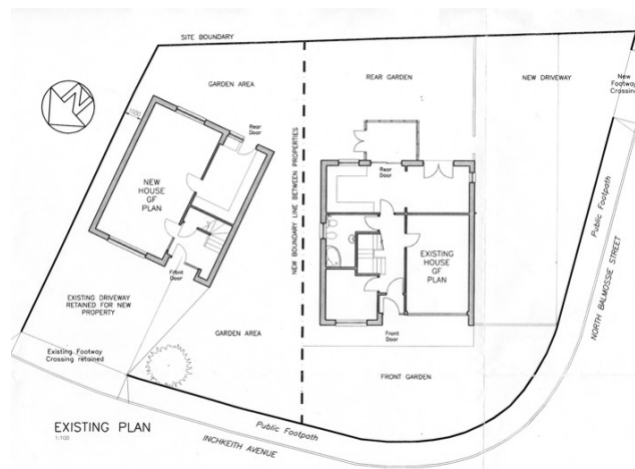 SITE BOUNDARY
GARDEN AREA
REAR GARDEN
NEW DRIVEWAY
New
Footway
Crossing
N
Rear
Door
NEW
HOUSE
GF
PLAN
Front
Door
NEW BOUNDARY LINE BETWEEN PROPERTIES
Rear
Door
EXISTING
HOUSE
GF
PLAN
Front
Door
Public Footpath
NORTH BALMOSSIE STREET
EXISTING DRIVEWAY
RETAINED FOR NEW
PROPERTY
GARDEN AREA
Existing Footway
Crossing retained
FRONT GARDEN
EXISTING PLAN
1:100
Public Footpath
INCHKEITH AVENUE